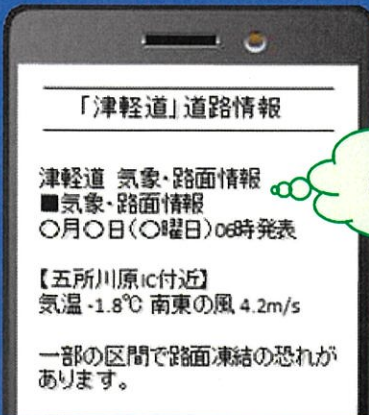 「津軽道」道路情報
津軽道 気象・路面情報
■気象・路面情報
〇月〇日(〇曜日)06時発表
【五所川原IC付近】
気温 -1.8℃ 南東の風 4.2m/s
一部の区間で路面凍結の恐れが
あります。